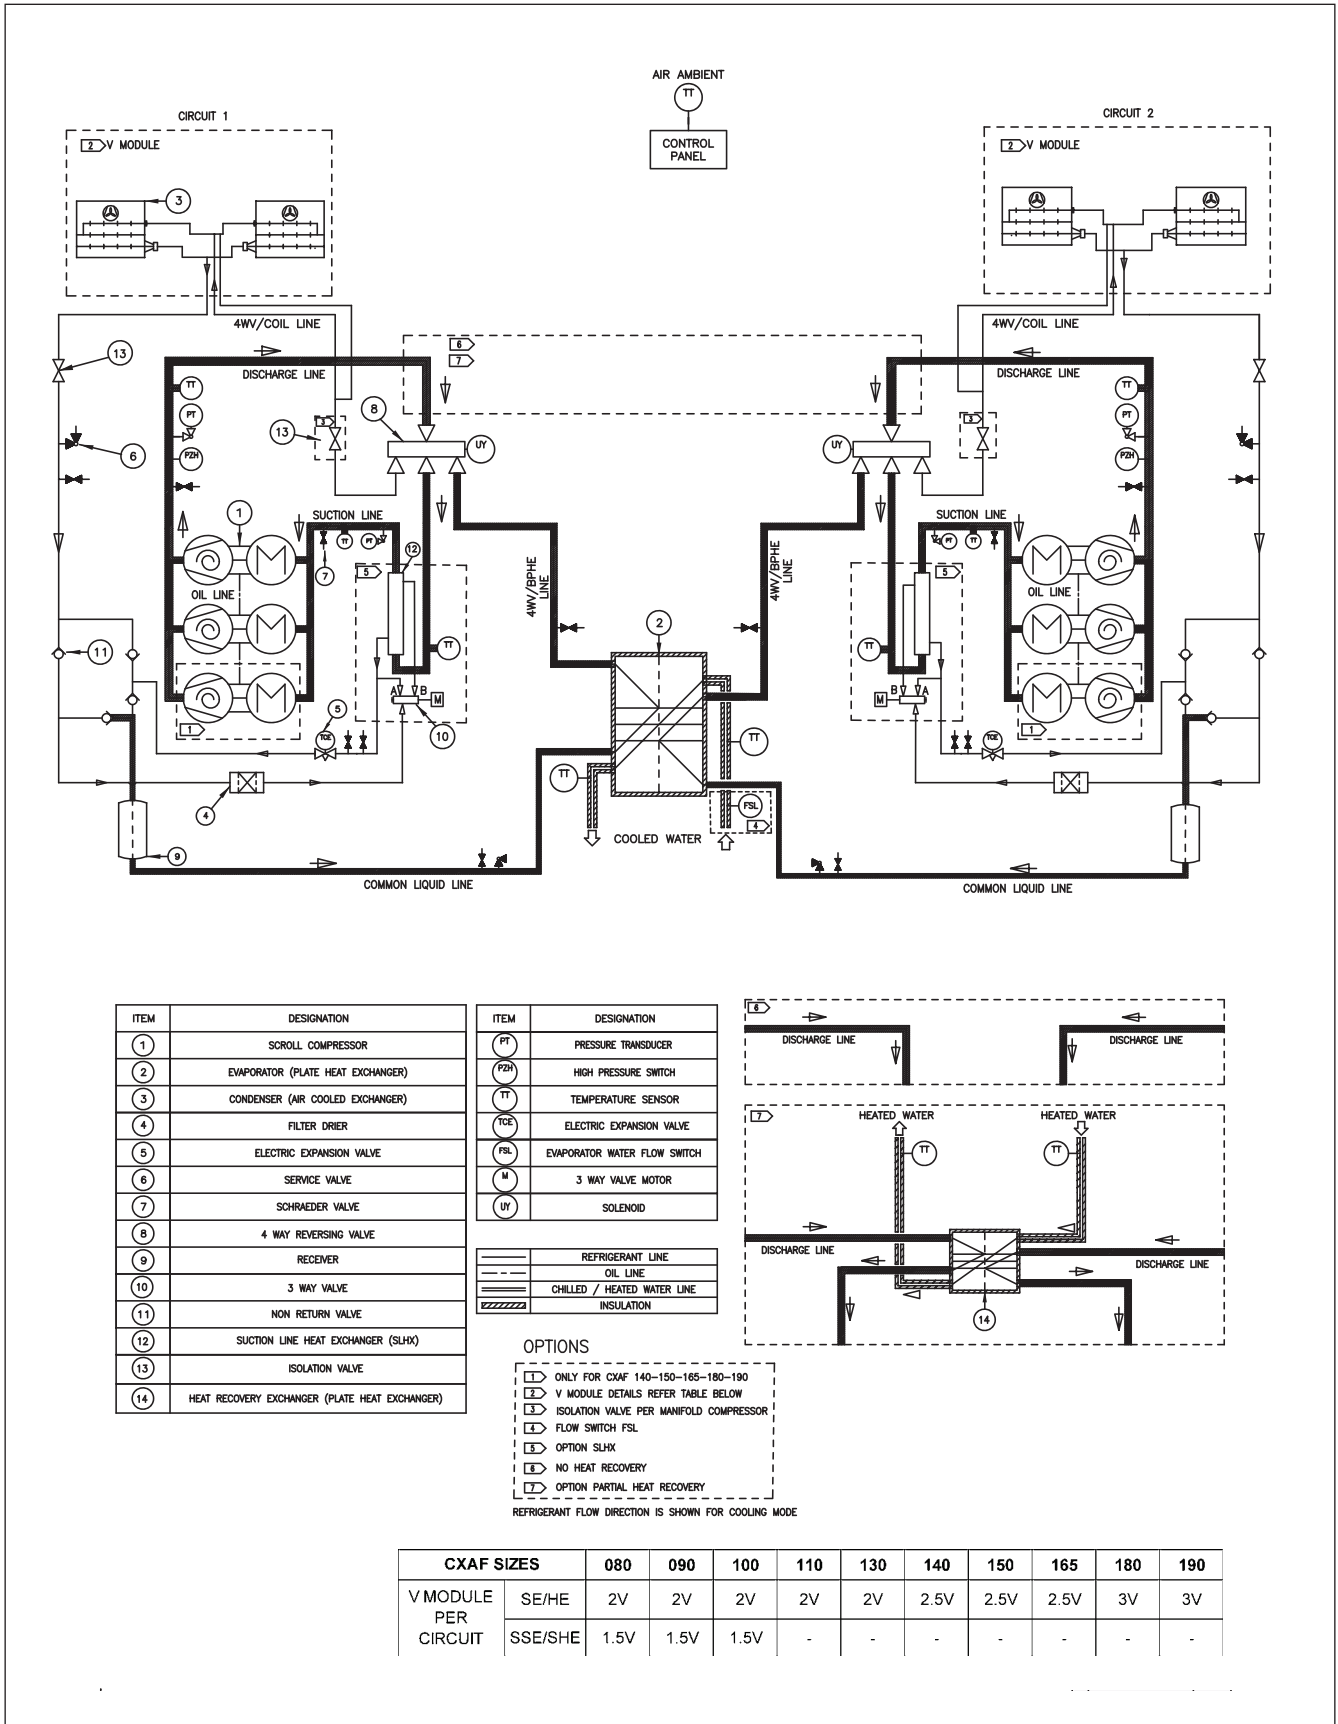 AIR AMBIENT
TT
CONTROL
PANEL
CIRCUIT 1
2 V MODULE
3
4WV/COIL LINE
13
DISCHARGE LINE
TT
PT
PZH
3
13
8
UY
6
6
7
SUCTION LINE
1
7
TT
PT
12
5
OIL LINE
TT
4WV/BPHE
LINE
11
1
A
B
M
5
TCE
10
4
9
COMMON LIQUID LINE
2
TT
TT
FSL
4
COOLED WATER
CIRCUIT 2
2 V MODULE
4WV/COIL LINE
DISCHARGE LINE
TT
PT
PZH
3
UY
SUCTION LINE
PT
TT
5
OIL LINE
TT
4WV/BPHE
LINE
1
B
A
M
TCE
COMMON LIQUID LINE
ITEM DESIGNATION
1 SCROLL COMPRESSOR
2 EVAPORATOR (PLATE HEAT EXCHANGER)
3 CONDENSER (AIR COOLED EXCHANGER)
4 FILTER DRIER
5 ELECTRIC EXPANSION VALVE
6 SERVICE VALVE
7 SCHRAEDER VALVE
8 4 WAY REVERSING VALVE
9 RECEIVER
10 3 WAY VALVE
11 NON RETURN VALVE
12 SUCTION LINE HEAT EXCHANGER (SLHX)
13 ISOLATION VALVE
14 HEAT RECOVERY EXCHANGER (PLATE HEAT EXCHANGER)
ITEM DESIGNATION
PT PRESSURE TRANSDUCER
PZH HIGH PRESSURE SWITCH
TT TEMPERATURE SENSOR
TCE ELECTRIC EXPANSION VALVE
FSL EVAPORATOR WATER FLOW SWITCH
M 3 WAY VALVE MOTOR
UY SOLENOID
REFRIGERANT LINE
OIL LINE
CHILLED / HEATED WATER LINE
INSULATION
6
DISCHARGE LINE
DISCHARGE LINE
7
HEATED WATER
HEATED WATER
TT
TT
DISCHARGE LINE
DISCHARGE LINE
14
OPTIONS
1 ONLY FOR CXAF 140-150-165-180-190
2 V MODULE DETAILS REFER TABLE BELOW
3 ISOLATION VALVE PER MANIFOLD COMPRESSOR
4 FLOW SWITCH FSL
5 OPTION SLHX
6 NO HEAT RECOVERY
7 OPTION PARTIAL HEAT RECOVERY
REFRIGERANT FLOW DIRECTION IS SHOWN FOR COOLING MODE
CXAF SIZES 080 090 100 110 130 140 150 165 180 190
V MODULE
PER
CIRCUIT
SE/HE 2V 2V 2V 2V 2V 2.5V 2.5V 2.5V 3V 3V
SSE/SHE 1.5V 1.5V 1.5V - - - - - - -